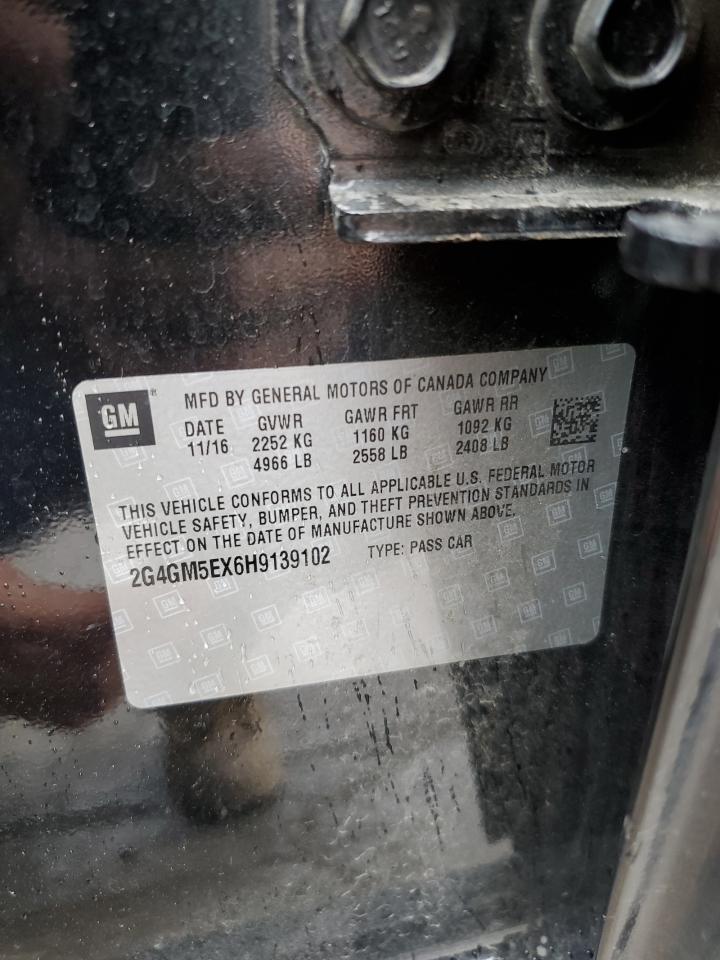 GM
MFD BY GENERAL MOTORS OF CANADA COMPANY
DATE GVWR GAWR FRT GAWR RR
11/16 2252 KG 1160 KG 1092 KG
4966 LB 2558 LB 2408 LB
THIS VEHICLE CONFORMS TO ALL APPLICABLE U.S. FEDERAL MOTOR
VEHICLE SAFETY, BUMPER, AND THEFT PREVENTION STANDARDS IN
EFFECT ON THE DATE OF MANUFACTURE SHOWN ABOVE.
2G4GM5EX6H9139102 TYPE: PASS CAR